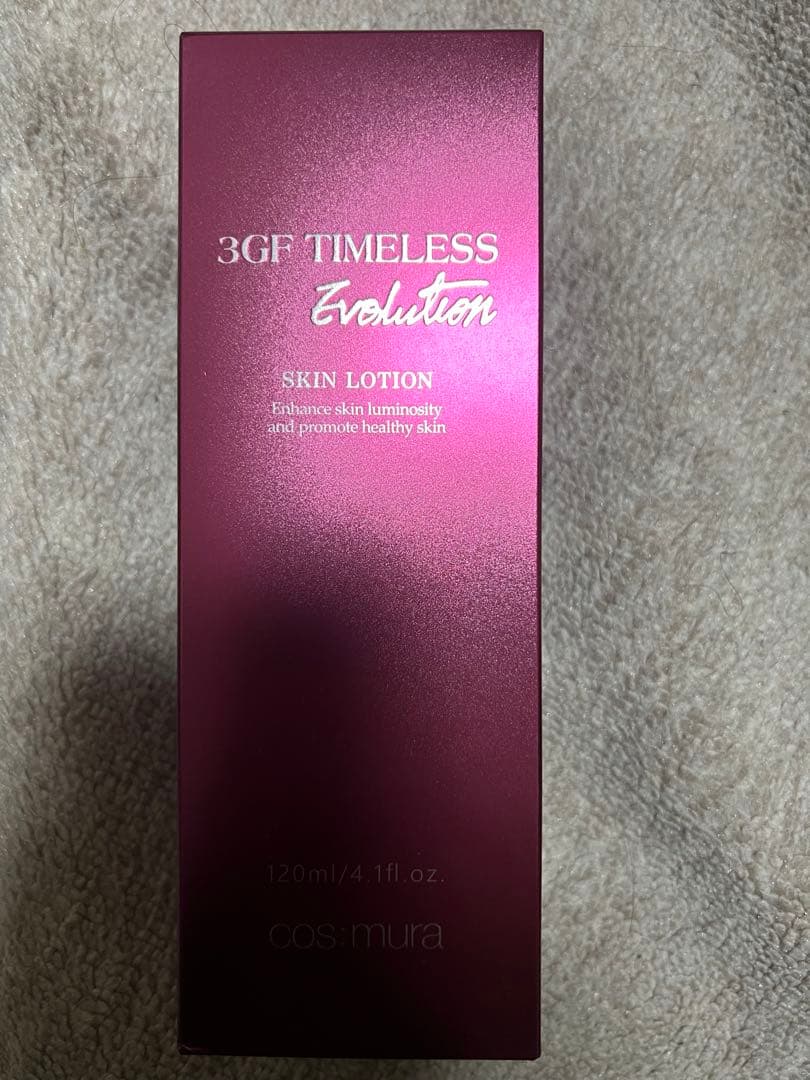 3GF TIMELESS
Evolution
SKIN LOTION
Enhance skin luminosity
and promote healthy skin
120ml/4.1fl.oz.
cos:mura